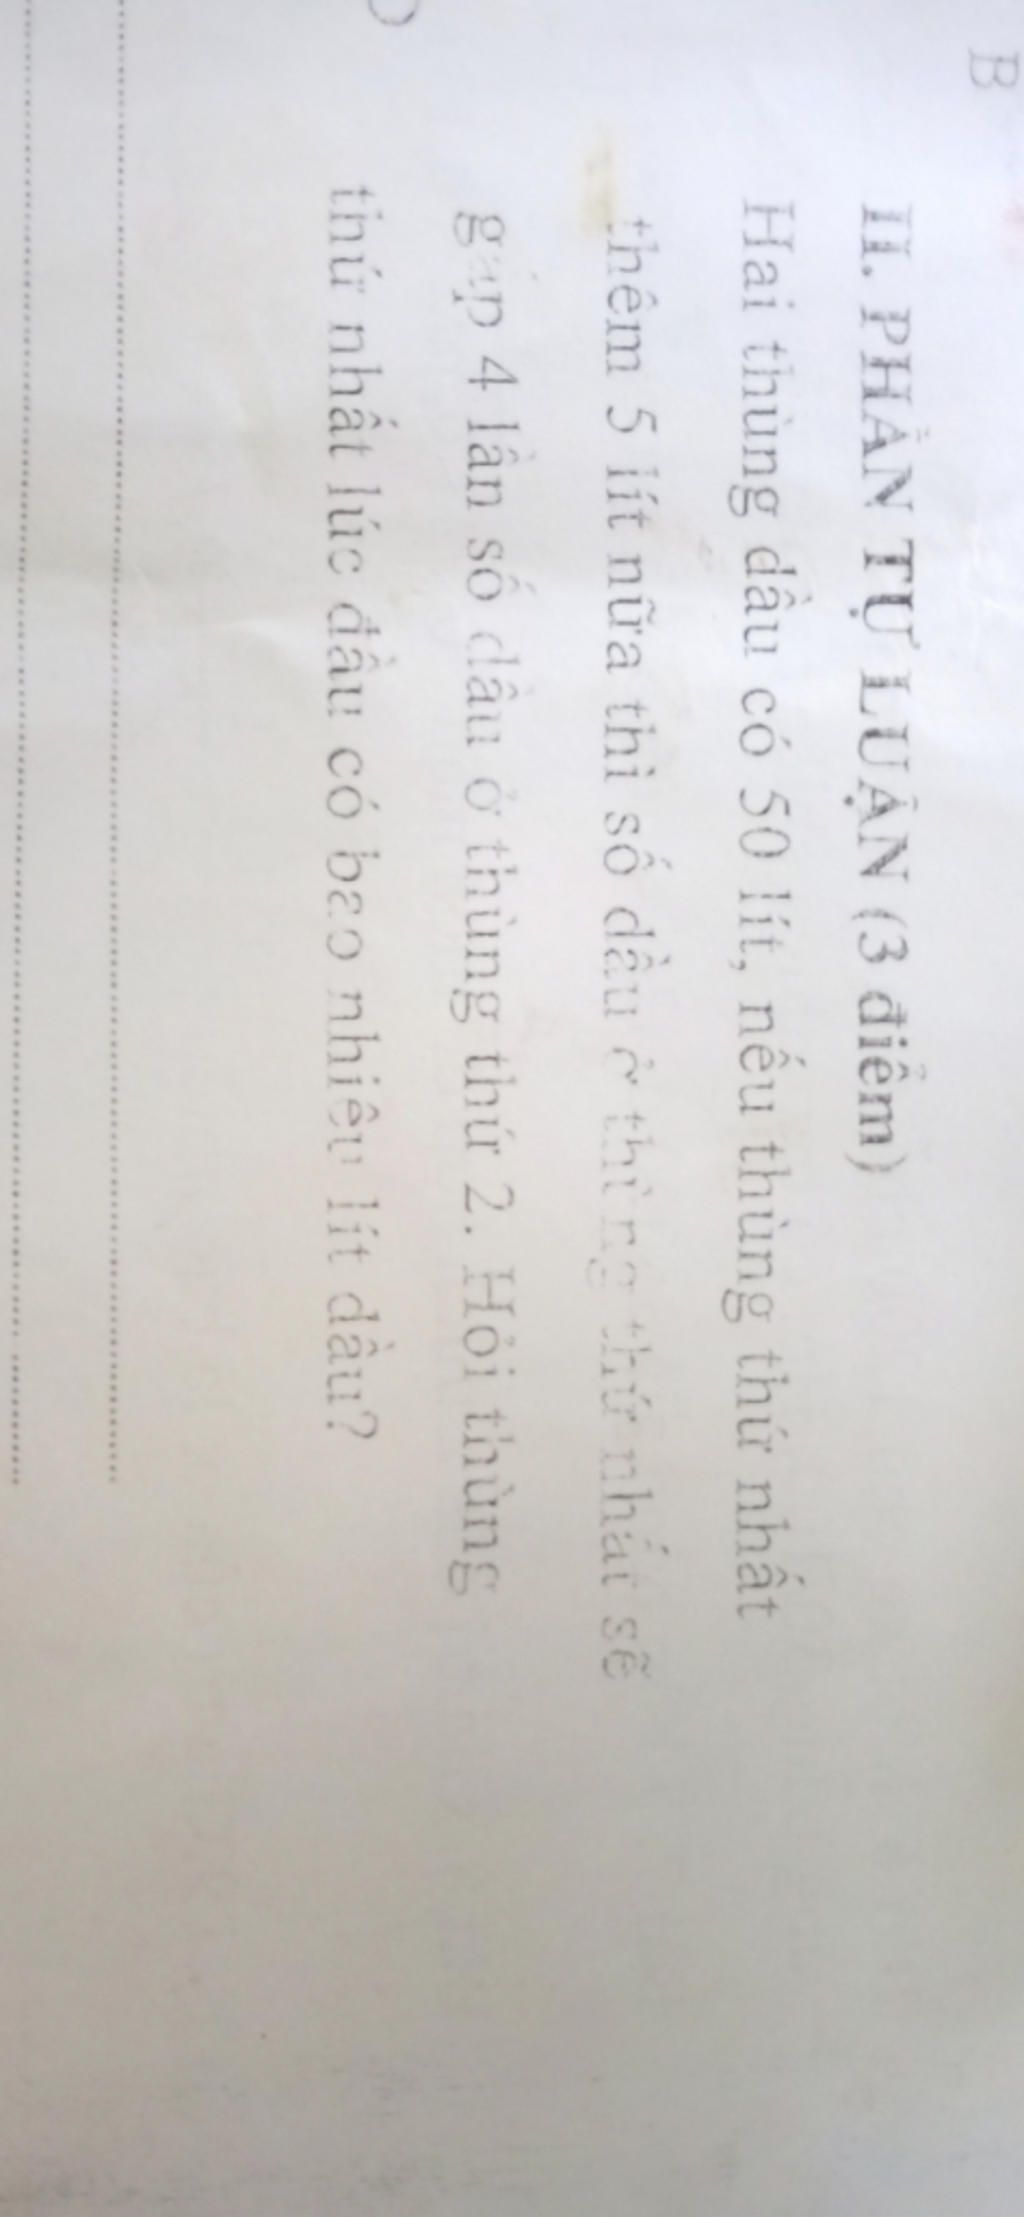 B
II. PHẦN TỰ LUẬN (3 điểm)
Hai thùng dầu có 50 lít, nếu thùng thứ nhất
thêm 5 lít nữa thì số dầu ở thùng thứ nhất sẽ
gấp 4 lần số dầu ở thùng thứ 2. Hỏi thùng
thứ nhất lúc đầu có bao nhiêu lít dầu?